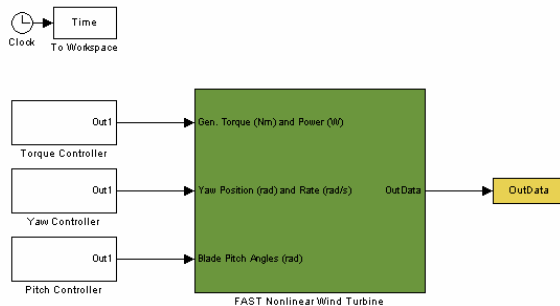 Time
Clock
To Workspace
Out1
Torque Controller
Gen. Torque (Nm) and Power (W)
Out1
Yaw Controller
Yaw Position (rad) and Rate (rad/s)
OutData
OutData
Out1
Pitch Controller
Blade Pitch Angles (rad)
FAST Nonlinear Wind Turbine